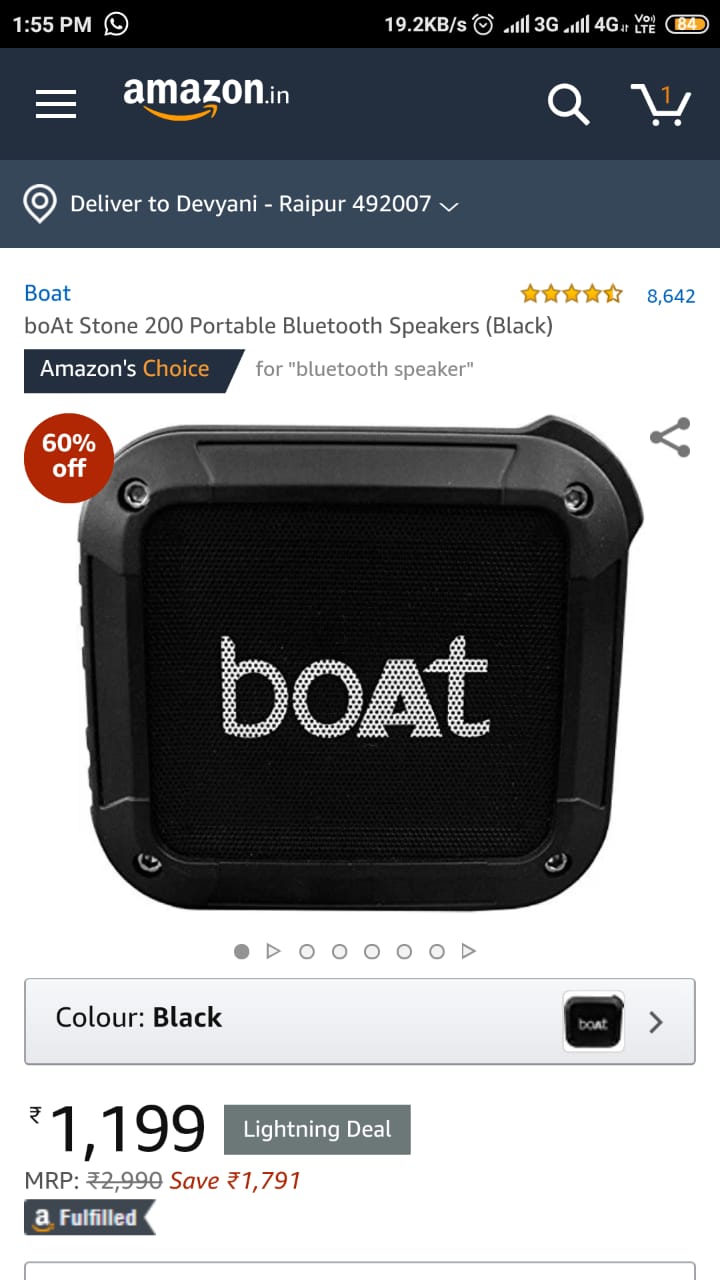 1:55 PM 19.2KB/s 3G 4G Vo) LTE 84
amazon.in 1
Deliver to Devyani - Raipur 492007
Boat 8,642
boAt Stone 200 Portable Bluetooth Speakers (Black)
Amazon's Choice for "bluetooth speaker"
60%
off
boAt
Colour: Black
boAt
₹1,199 Lightning Deal
MRP: ₹2,990 Save ₹1,791
a Fulfilled